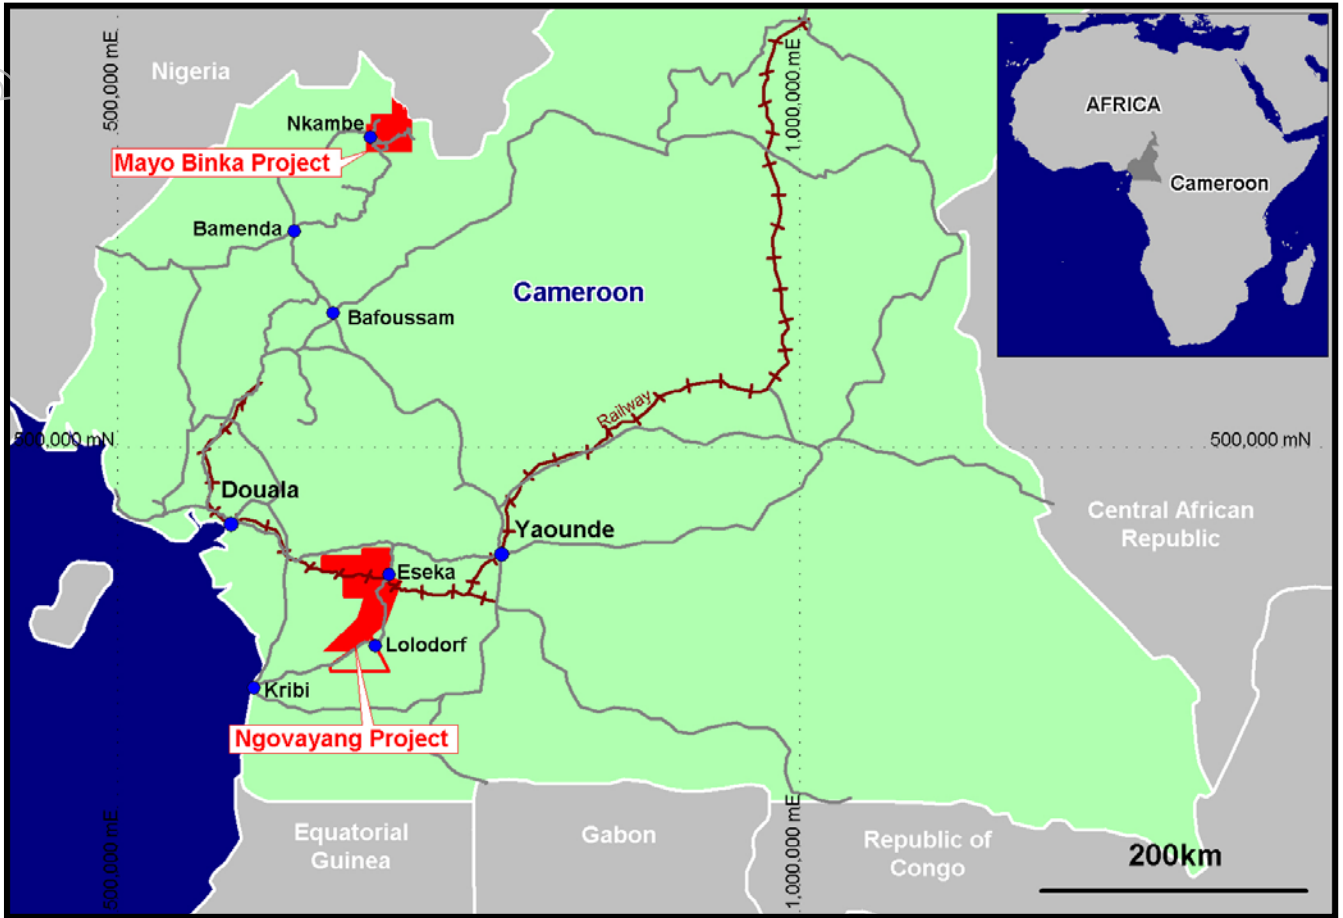 Nigeria
500,000 mE
1,000,000 mE
Nkambe
Mayo Binka Project
AFRICA
Cameroon
Bamenda
Cameroon
Bafoussam
Railway
500,000 mN
500,000 mN
Douala
Yaounde
Central African
Republic
Eseka
Lolodorf
Kribi
Ngovayang Project
500,000 mE
1,000,000 mE
Equatorial
Guinea
Gabon
Republic of
Congo
200km